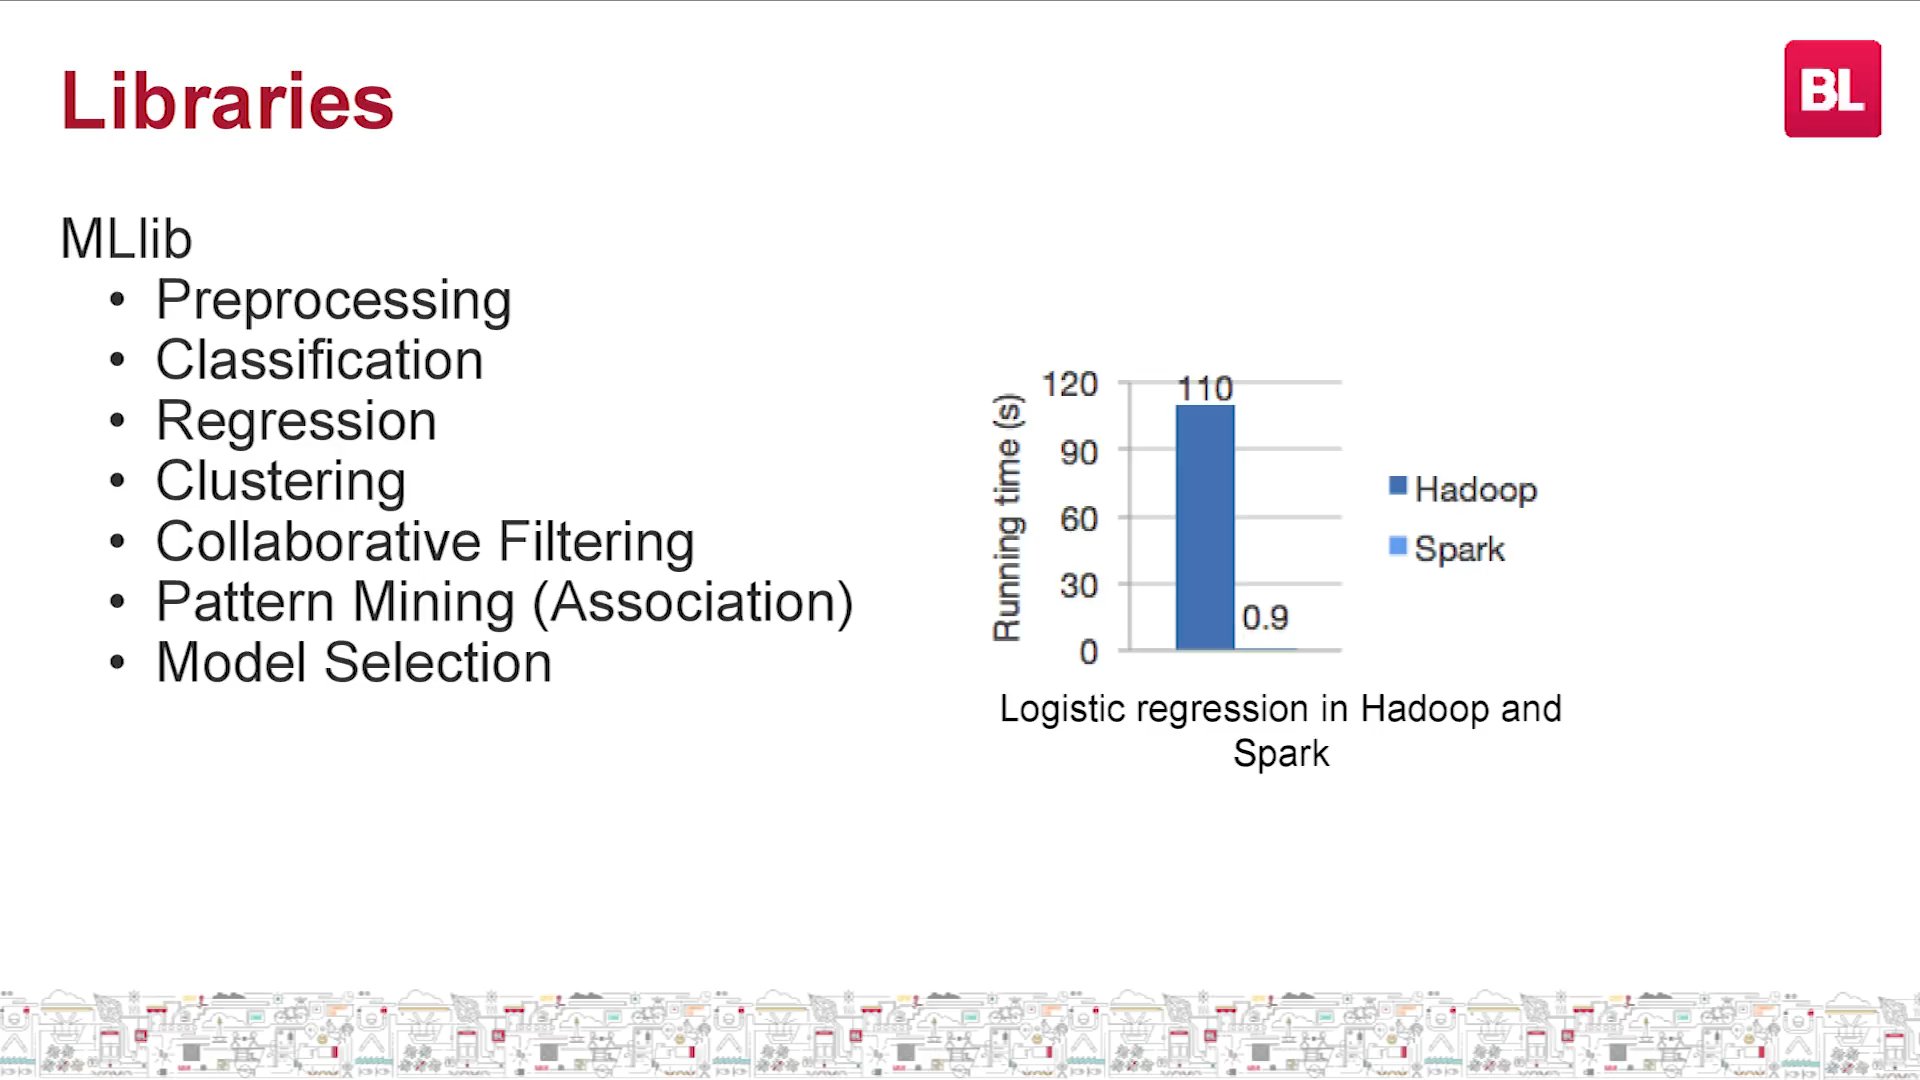 Libraries
BL
MLlib
• Preprocessing
• Classification
• Regression
• Clustering
• Collaborative Filtering
• Pattern Mining (Association)
• Model Selection
Running time (s)
120
90
60
30
0
110
0.9
Hadoop
Spark
Logistic regression in Hadoop and
Spark